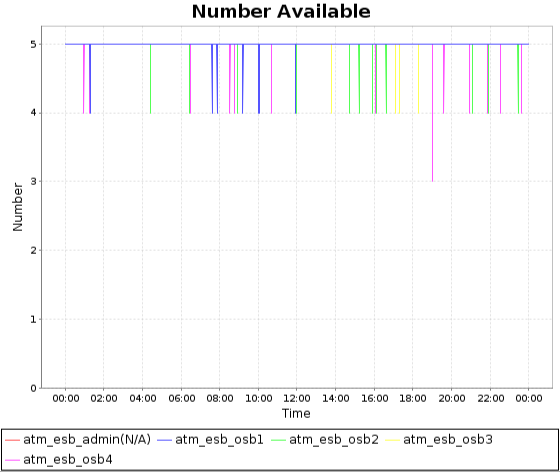 Number Available
Number
5
4
3
2
1
0
00:00 02:00 04:00 06:00 08:00 10:00 12:00 14:00 16:00 18:00 20:00 22:00 00:00
Time
atm_esb_admin(N/A) atm_esb_osb1 atm_esb_osb2 atm_esb_osb3
atm_esb_osb4